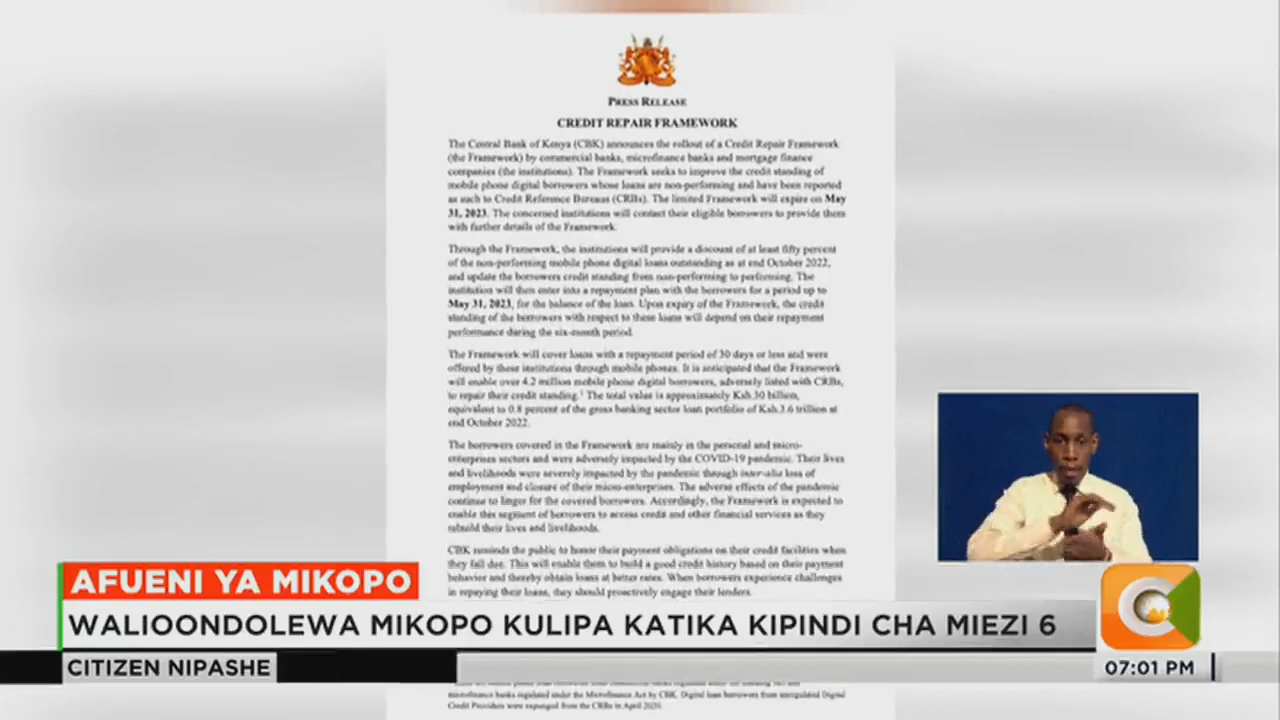 PRESS RELEASE
CREDIT REPAIR FRAMEWORK
The Central Bank of Kenya (CBK) announces the rollout of a Credit Repair Framework
(the Framework) by commercial banks, microfinance banks and mortgage finance
companies (the institutions). The Framework seeks to improve the credit standing of
mobile phone digital borrowers whose loans are non-performing and have been reported
as such to Credit Reference Bureaus (CRBs). The limited Framework will expire on May
31, 2023. The concerned institutions will contact their eligible borrowers to provide them
with further details of the Framework.
Through the Framework, the institutions will provide a discount of at least fifty percent
of the non-performing mobile phone digital loans outstanding as at end October 2022,
and update the borrowers credit standing from non-performing to performing. The
institution will then enter into a repayment plan with the borrowers for a period up to
May 31, 2023, for the balance of the loan. Upon expiry of the Framework, the credit
standing of the borrowers with respect to these loans will depend on their repayment
performance during the six-month period.
The Framework will cover loans with a repayment period of 30 days or less and were
offered by these institutions through mobile phones. It is anticipated that the Framework
will enable over 4.2 million mobile phone digital borrowers, adversely listed with CRBs,
to repair their credit standing.1 The total value is approximately Ksh.30 billion,
equivalent to 0.8 percent of the gross banking sector loan portfolio of Ksh.3.6 trillion at
end October 2022.
The borrowers covered in the Framework are mainly in the personal and micro-
enterprises sectors and were adversely impacted by the COVID-19 pandemic. Their lives
and livelihoods were severely impacted by the pandemic through inter-alia loss of
employment and closure of their micro-enterprises. The adverse effects of the pandemic
continue to linger for the covered borrowers. Accordingly, the Framework is expected to
enable this segment of borrowers to access credit and other financial services as they
rebuild their lives and livelihoods.
CBK reminds the public to honor their payment obligations on their credit facilities when
they fall due. This will enable them to build a good credit history based on their payment
behavior and thereby obtain loans at better rates. When borrowers experience challenges
in repaying their loans, they should proactively engage their lenders.
AFUENI YA MIKOPO
WALIOONDOLEWA MIKOPO KULIPA KATIKA KIPINDI CHA MIEZI 6
CITIZEN NIPASHE
07:01 PM
microfinance banks regulated under the Microfinance Act by CBK. Digital loan borrowers from unregulated Digital
Credit Providers were expunged from the CRBs in April 2020.